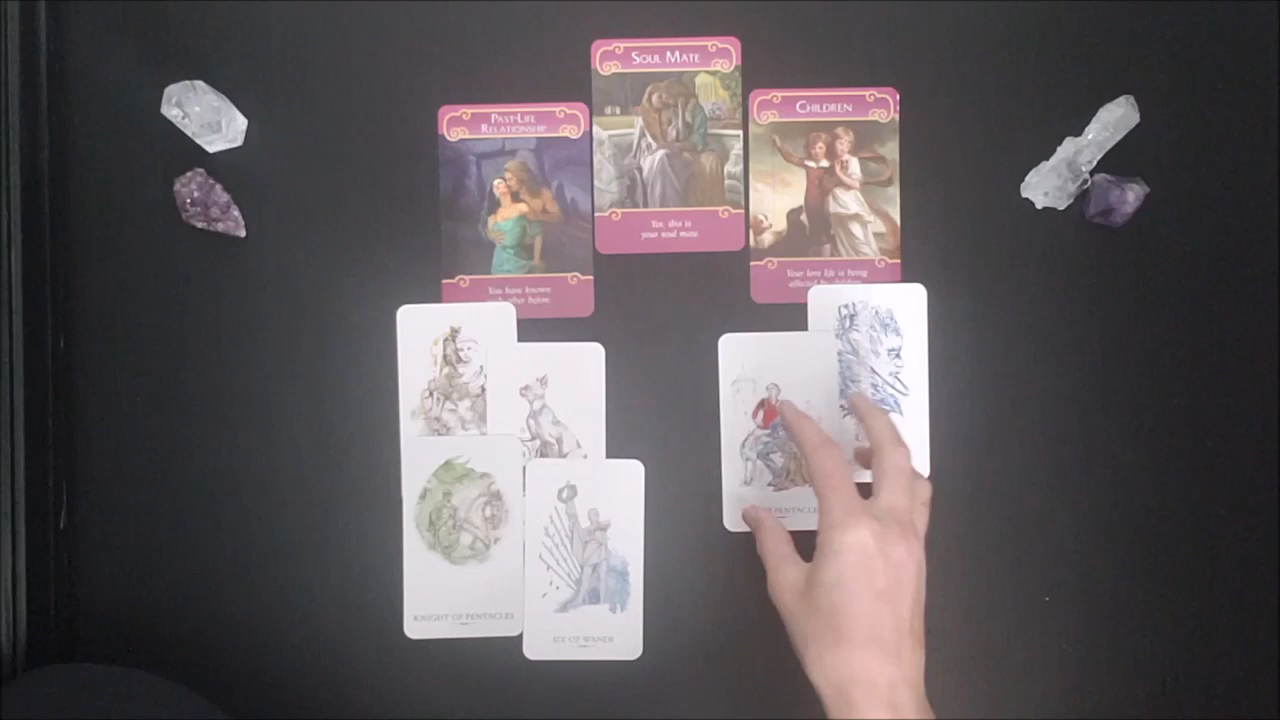 SOUL MATE
Yes, this is
your soul mate.
PAST-LIFE
RELATIONSHIP
You have known
each other before
CHILDREN
Your love life is being
affected by children.
PENTACLES
KNIGHT OF PENTACLES
SIX OF WANDS